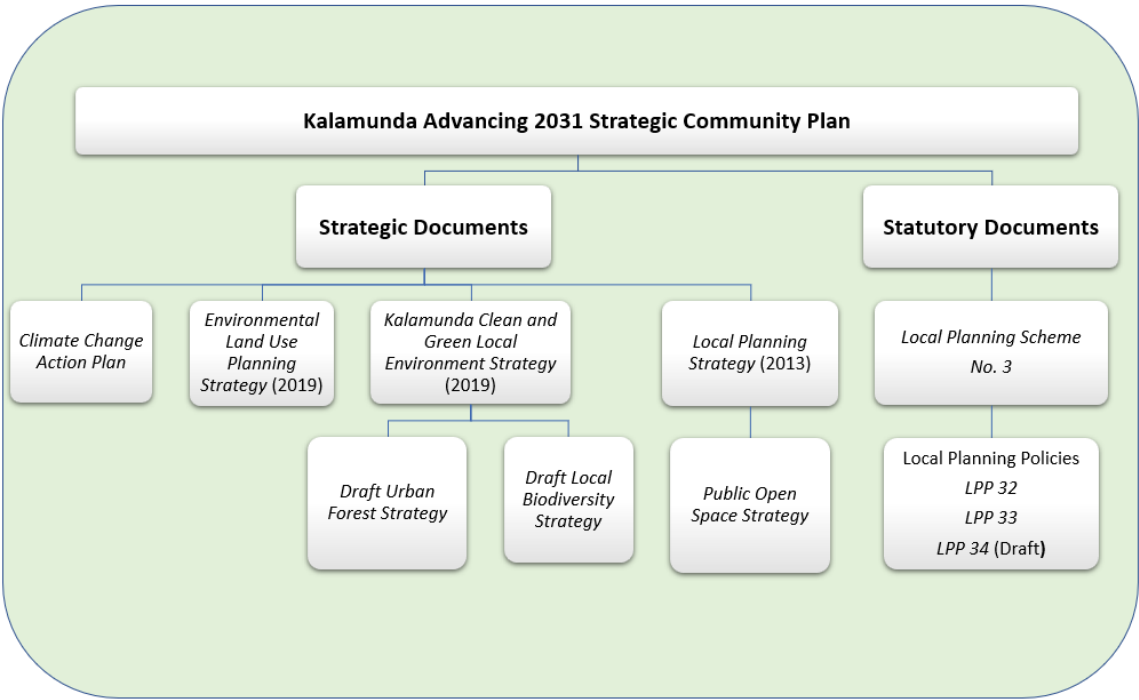 Kalamunda Advancing 2031 Strategic Community Plan
Strategic Documents
Statutory Documents
Climate Change
Action Plan
Environmental
Land Use
Planning
Strategy (2019)
Kalamunda Clean and
Green Local
Environment Strategy
(2019)
Local Planning
Strategy (2013)
Local Planning Scheme
No. 3
Draft Urban
Forest Strategy
Draft Local
Biodiversity
Strategy
Public Open
Space Strategy
Local Planning Policies
LPP 32
LPP 33
LPP 34 (Draft)